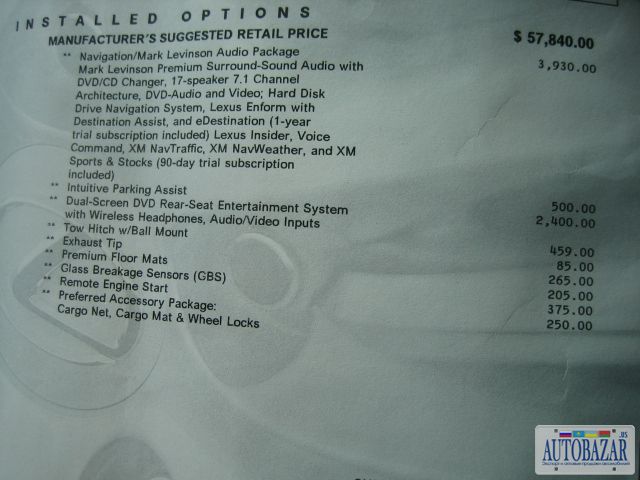 INSTALLED OPTIONS
MANUFACTURER'S SUGGESTED RETAIL PRICE $ 57,840.00
** Navigation/Mark Levinson Audio Package 3,930.00
Mark Levinson Premium Surround-Sound Audio with
DVD/CD Changer, 17-speaker 7.1 Channel
Architecture, DVD-Audio and Video; Hard Disk
Drive Navigation System, Lexus Enform with
Destination Assist, and eDestination (1-year
trial subscription included) Lexus Insider, Voice
Command, XM NavTraffic, XM NavWeather, and XM
Sports & Stocks (90-day trial subscription
included)
** Intuitive Parking Assist 500.00
** Dual-Screen DVD Rear-Seat Entertainment System 2,400.00
with Wireless Headphones, Audio/Video Inputs
** Tow Hitch w/Ball Mount 459.00
** Exhaust Tip 85.00
** Premium Floor Mats 265.00
** Glass Breakage Sensors (GBS) 205.00
** Remote Engine Start 375.00
** Preferred Accessory Package: 250.00
Cargo Net, Cargo Mat & Wheel Locks
AUTOBAZAR.US